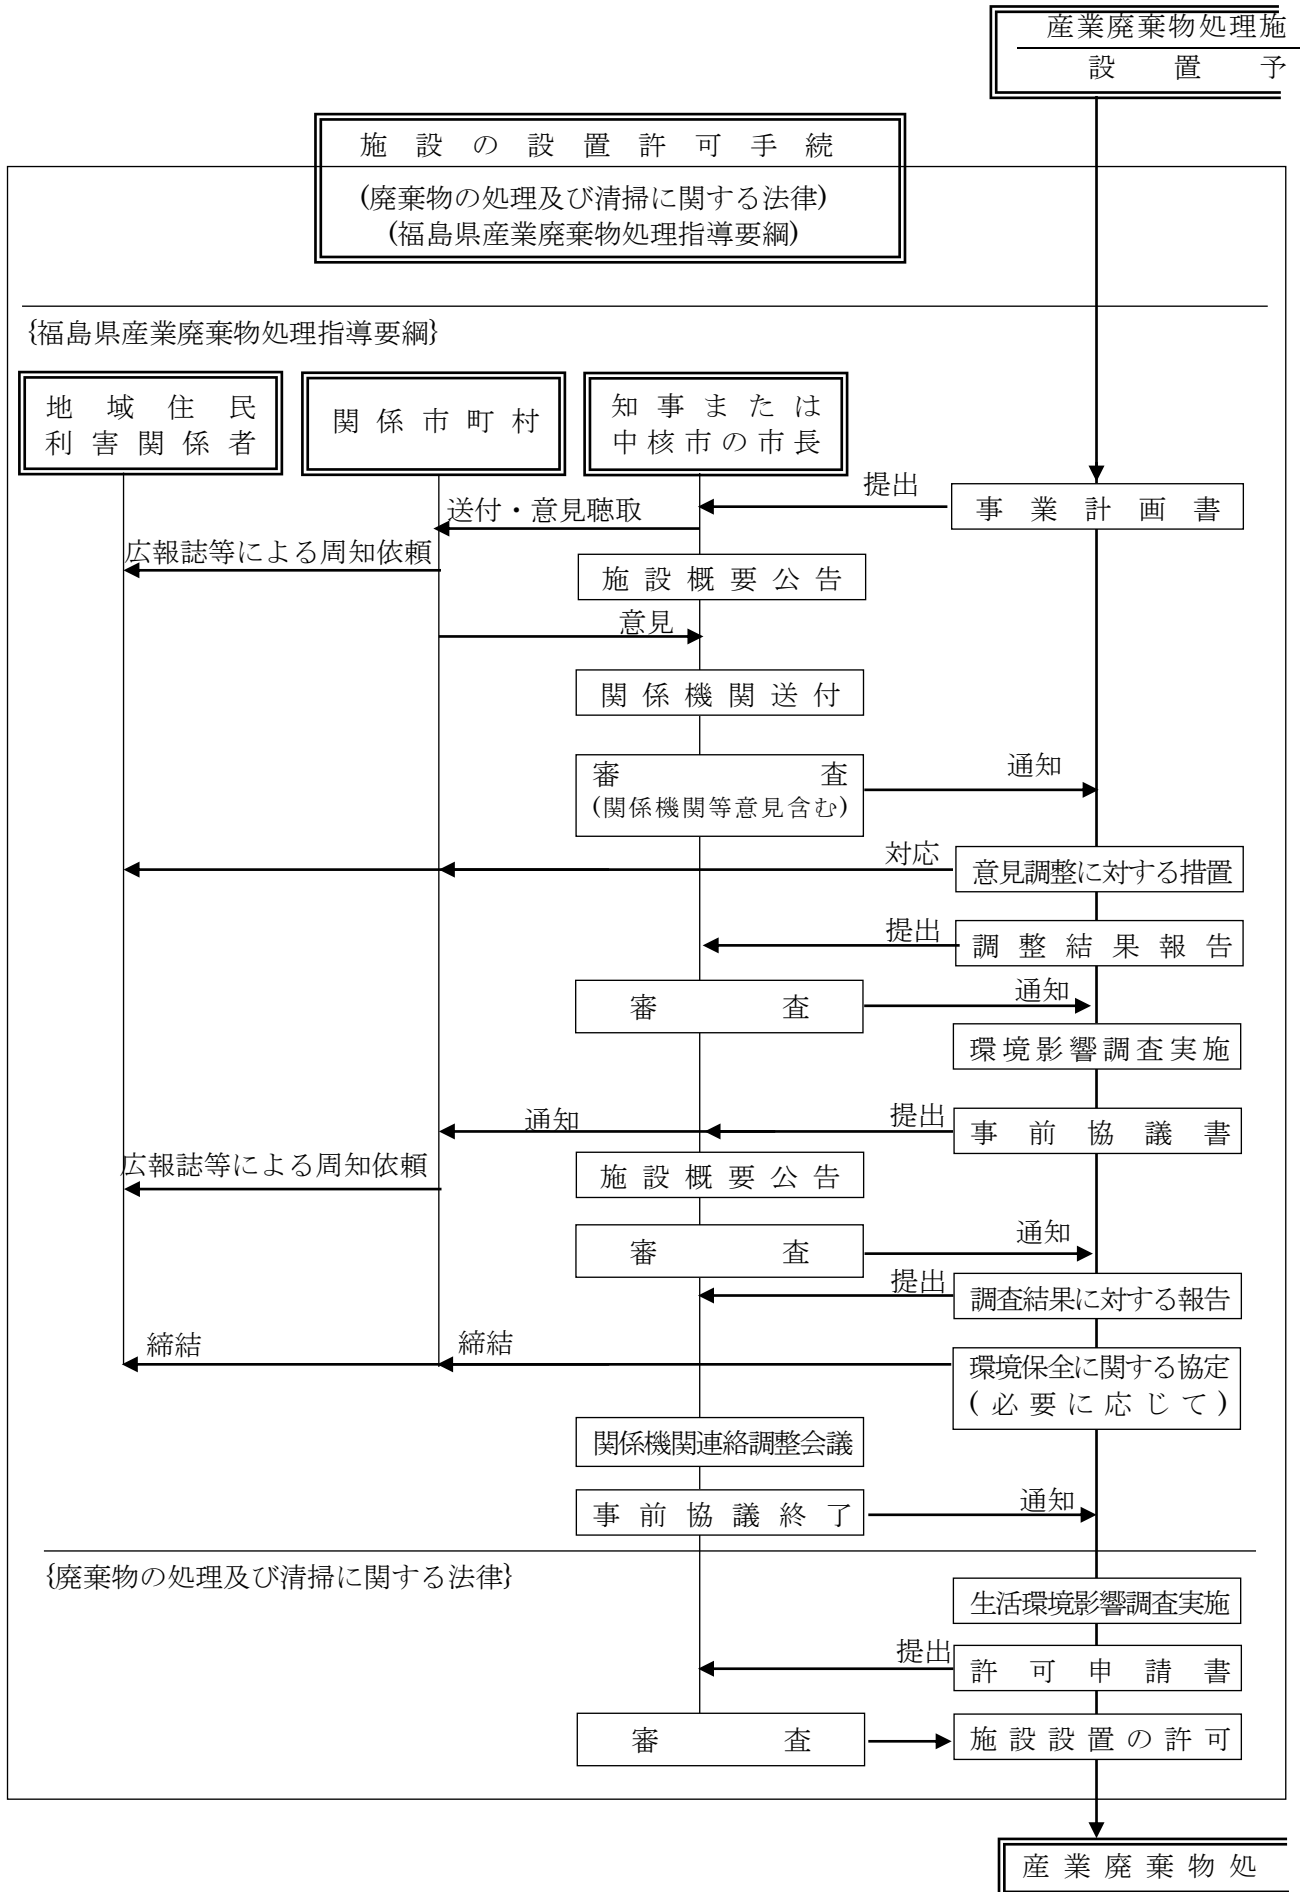 産業廃棄物処理施
設置予
施設の設置許可手続
(廃棄物の処理及び清掃に関する法律)
(福島県産業廃棄物処理指導要綱)
{福島県産業廃棄物処理指導要綱}
地域住民
利害関係者
関係市町村
知事または
中核市の市長
提出
事業計画書
送付・意見聴取
広報誌等による周知依頼
施設概要公告
意見
関係機関送付
審査
(関係機関等意見含む)
通知
対応
意見調整に対する措置
提出
調整結果報告
審査
通知
環境影響調査実施
通知
提出
事前協議書
広報誌等による周知依頼
施設概要公告
審査
通知
提出
調査結果に対する報告
締結
締結
環境保全に関する協定
(必要に応じて)
関係機関連絡調整会議
事前協議終了
通知
{廃棄物の処理及び清掃に関する法律}
生活環境影響調査実施
提出
許可申請書
審査
施設設置の許可
産業廃棄物処